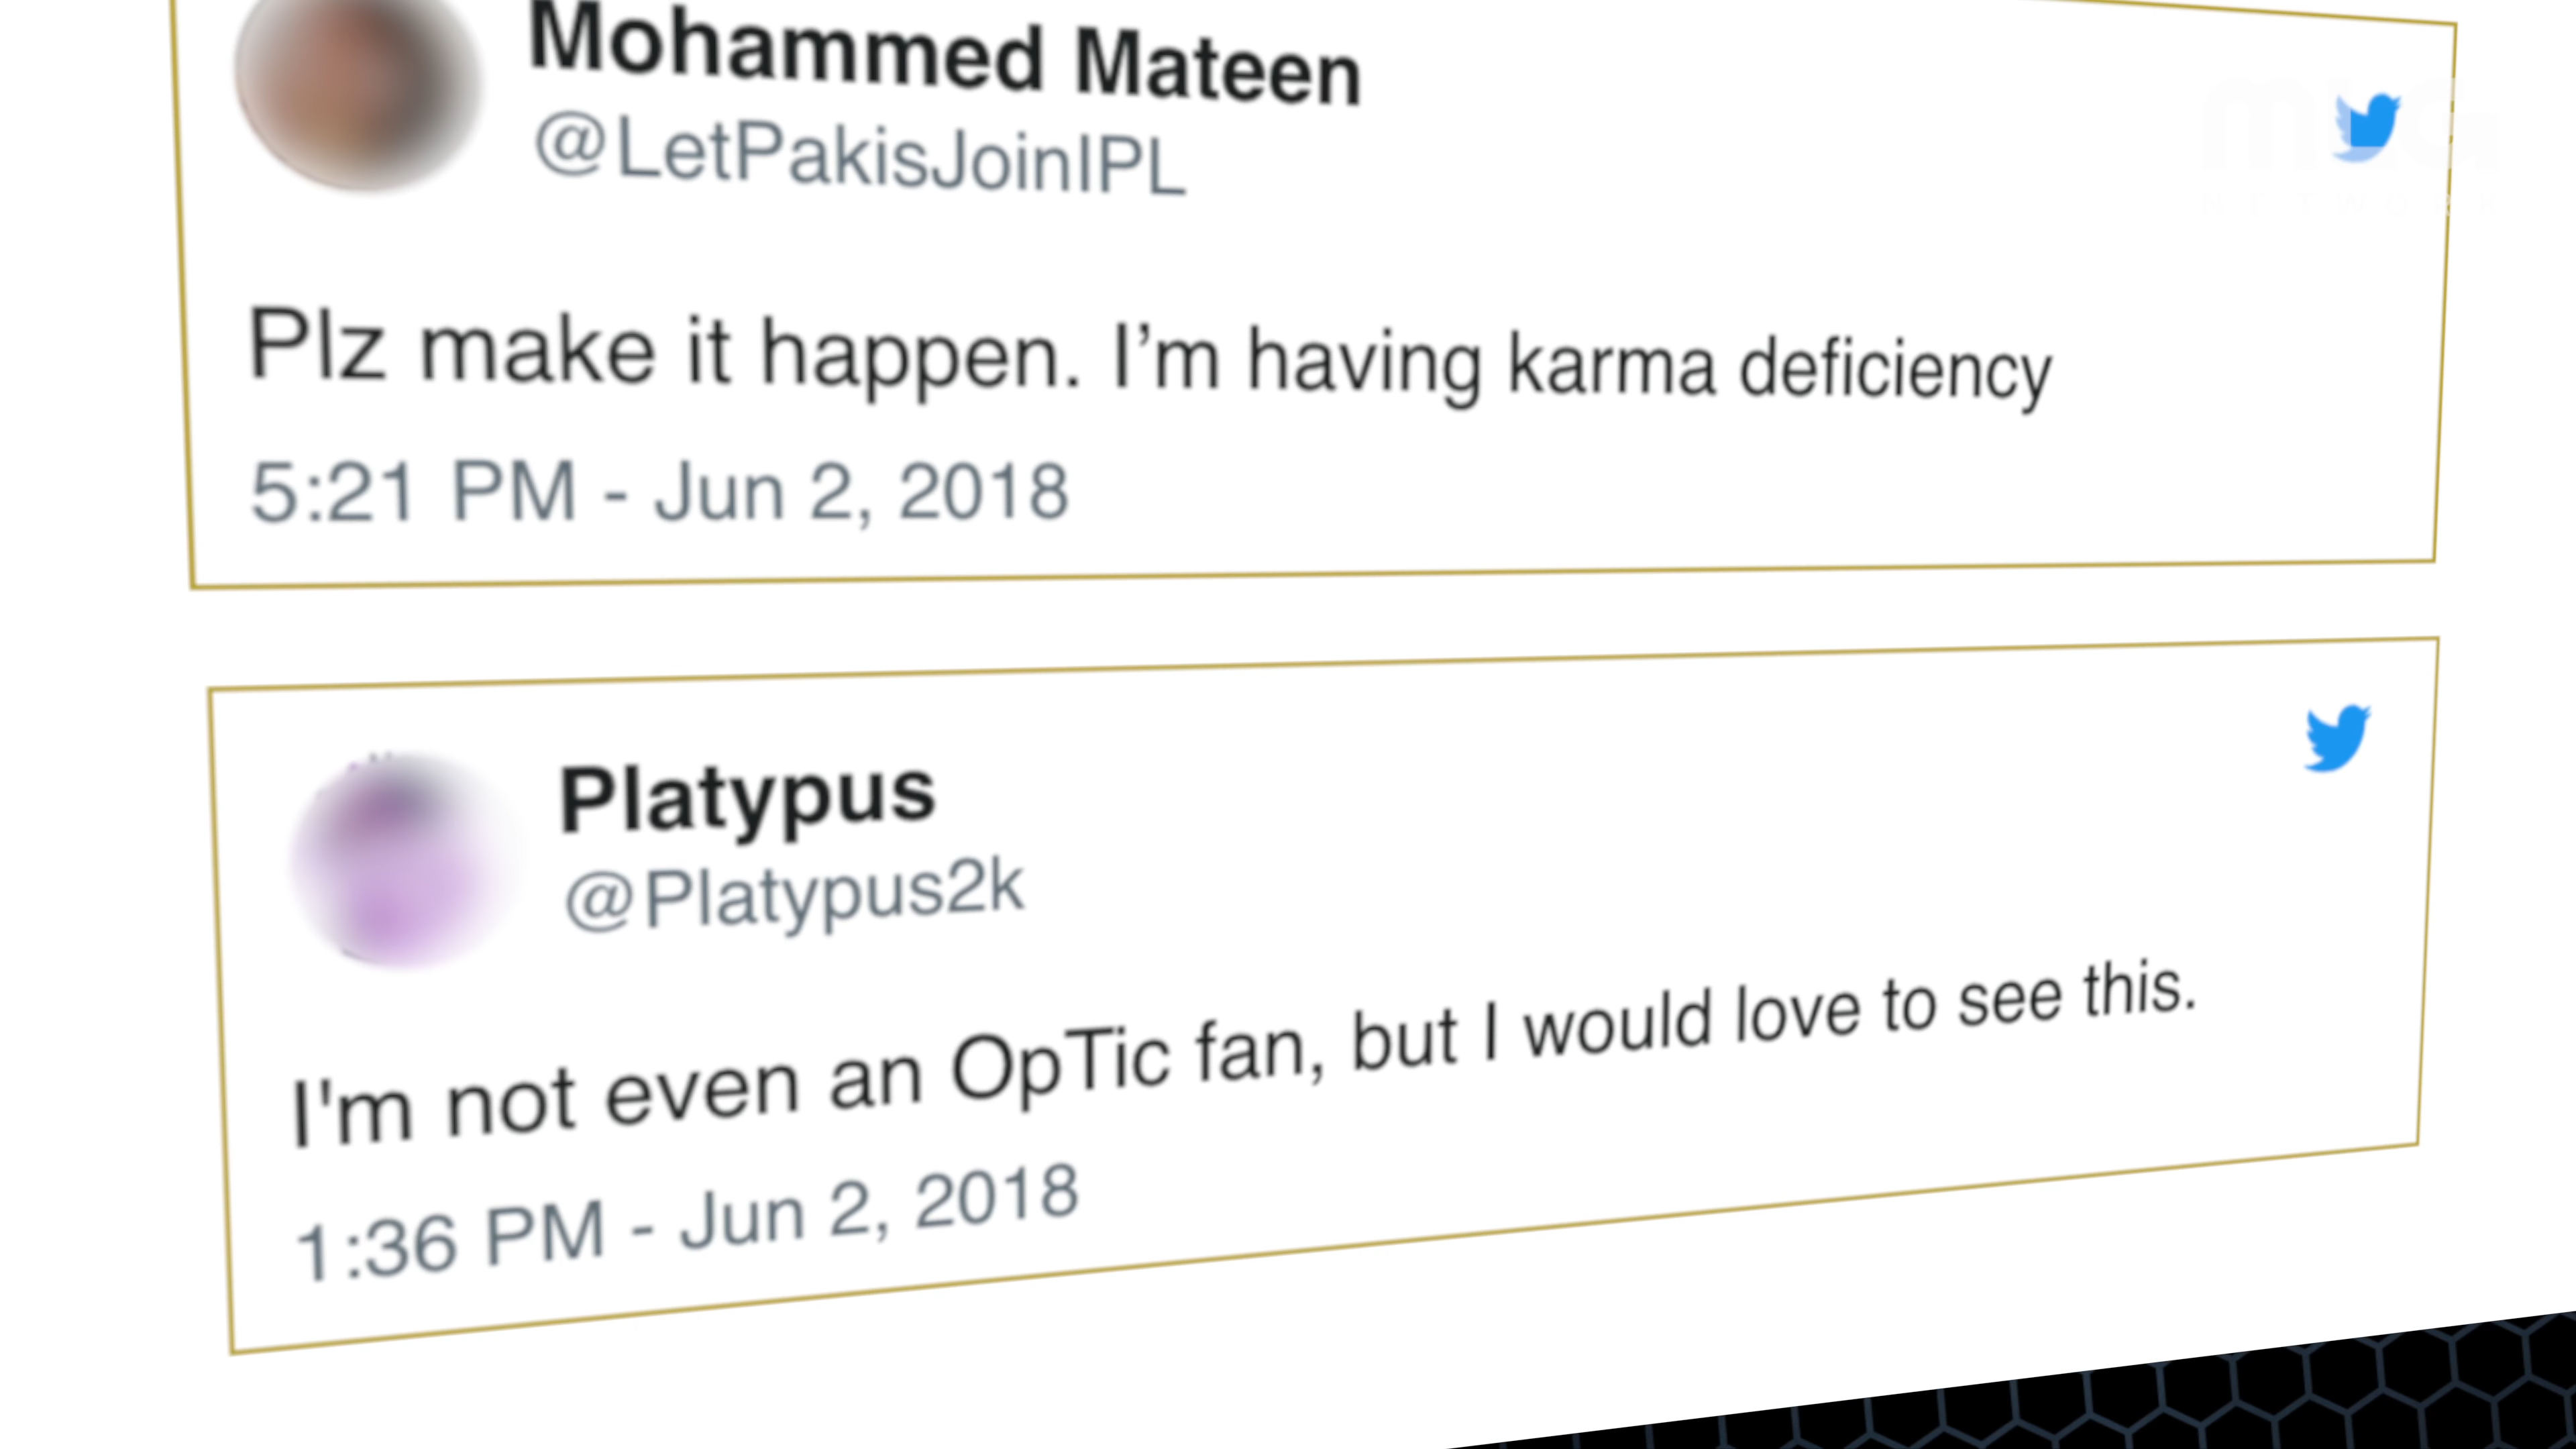 Mohammed Mateen
@LetPakisJoinIPL
Plz make it happen. I’m having karma deficiency
5:21 PM - Jun 2, 2018
Platypus
@Platypus2k
I'm not even an OpTic fan, but I would love to see this.
1:36 PM - Jun 2, 2018